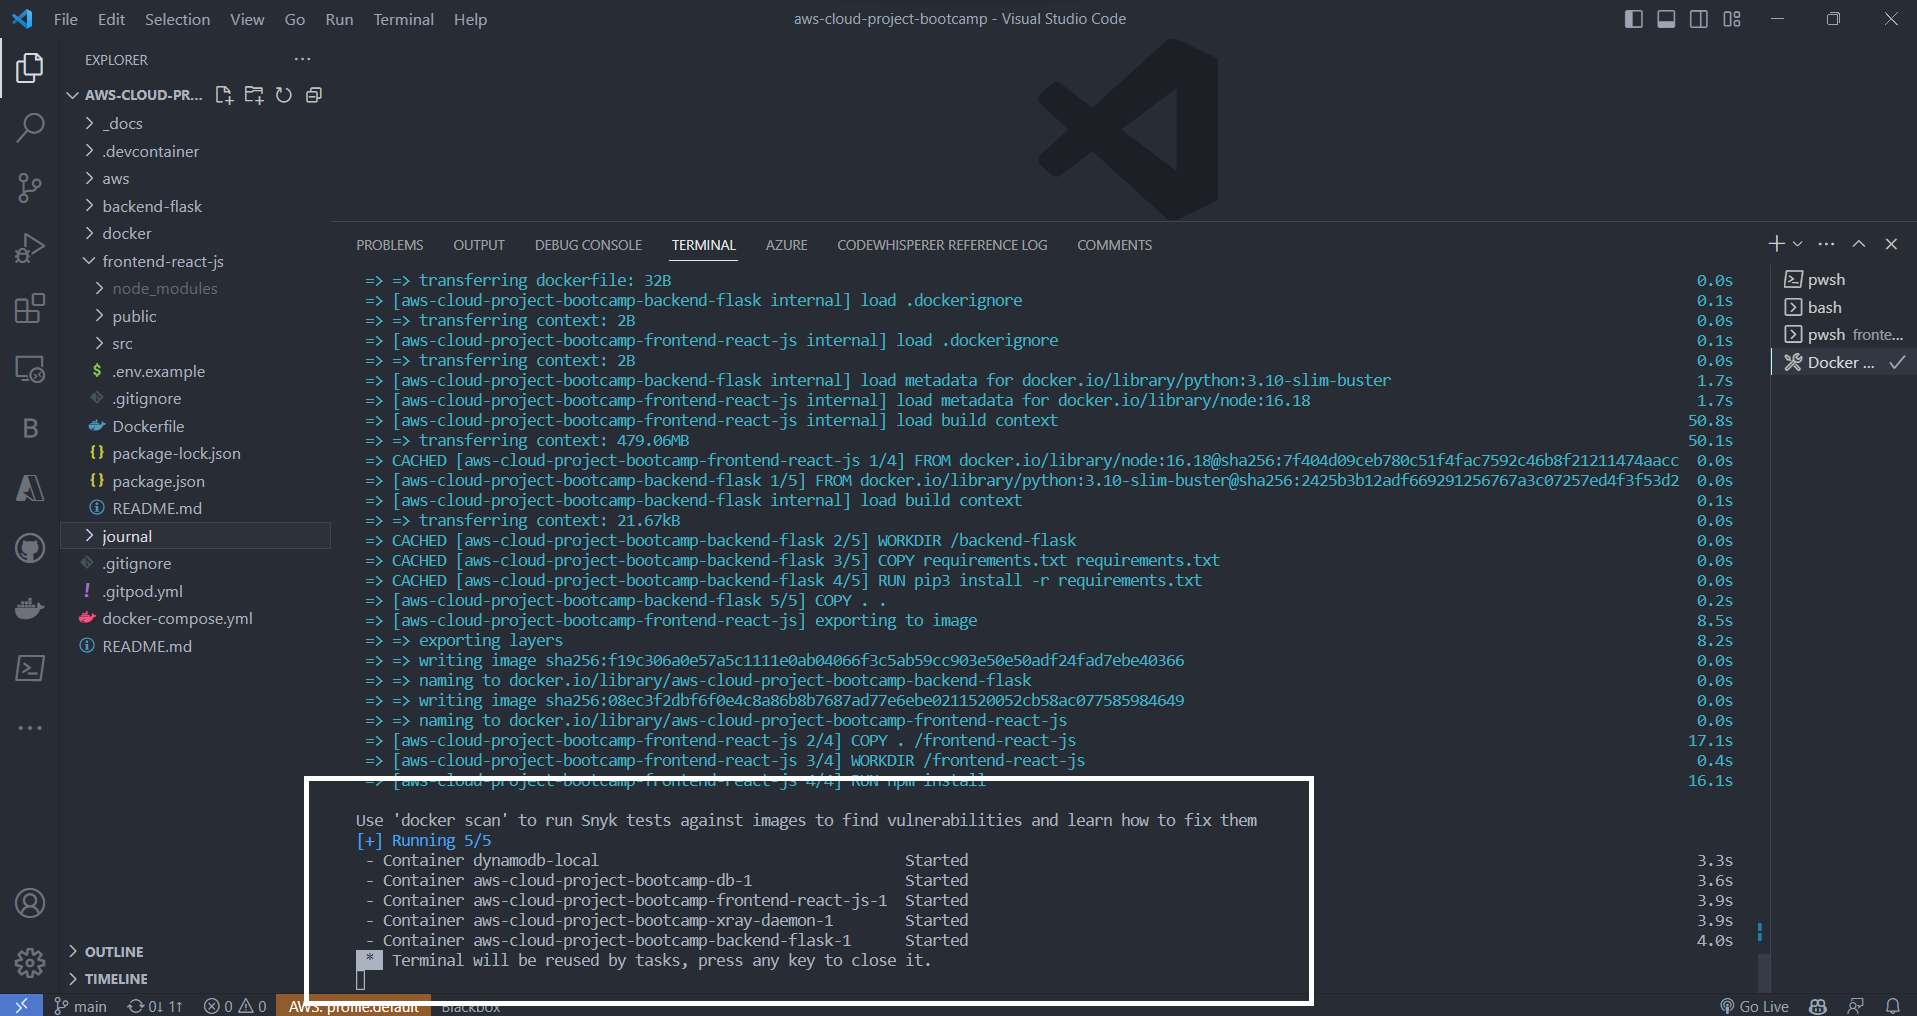 File Edit Selection View Go Run Terminal Help
aws-cloud-project-bootcamp - Visual Studio Code
EXPLORER
AWS-CLOUD-PR...
_docs
.devcontainer
aws
backend-flask
docker
frontend-react-js
node_modules
public
src
$ .env.example
.gitignore
Dockerfile
{} package-lock.json
{} package.json
README.md
journal
.gitignore
! .gitpod.yml
docker-compose.yml
README.md
OUTLINE
TIMELINE
PROBLEMS OUTPUT DEBUG CONSOLE TERMINAL AZURE CODEWHISPERER REFERENCE LOG COMMENTS
=> => transferring dockerfile: 32B 0.0s
=> [aws-cloud-project-bootcamp-backend-flask internal] load .dockerignore 0.1s
=> => transferring context: 2B 0.0s
=> [aws-cloud-project-bootcamp-frontend-react-js internal] load .dockerignore 0.1s
=> => transferring context: 2B 0.0s
=> [aws-cloud-project-bootcamp-backend-flask internal] load metadata for docker.io/library/python:3.10-slim-buster 1.7s
=> [aws-cloud-project-bootcamp-frontend-react-js internal] load metadata for docker.io/library/node:16.18 1.7s
=> [aws-cloud-project-bootcamp-frontend-react-js internal] load build context 50.8s
=> => transferring context: 479.06MB 50.1s
=> CACHED [aws-cloud-project-bootcamp-frontend-react-js 1/4] FROM docker.io/library/node:16.18@sha256:7f404d09ceb780c51f4fac7592c46b8f21211474aacc 0.0s
=> [aws-cloud-project-bootcamp-backend-flask 1/5] FROM docker.io/library/python:3.10-slim-buster@sha256:2425b3b12adf669291256767a3c07257ed4f3f53d2 0.0s
=> [aws-cloud-project-bootcamp-backend-flask internal] load build context 0.1s
=> => transferring context: 21.67kB 0.0s
=> CACHED [aws-cloud-project-bootcamp-backend-flask 2/5] WORKDIR /backend-flask 0.0s
=> CACHED [aws-cloud-project-bootcamp-backend-flask 3/5] COPY requirements.txt requirements.txt 0.0s
=> CACHED [aws-cloud-project-bootcamp-backend-flask 4/5] RUN pip3 install -r requirements.txt 0.0s
=> [aws-cloud-project-bootcamp-backend-flask 5/5] COPY . . 0.2s
=> [aws-cloud-project-bootcamp-frontend-react-js] exporting to image 8.5s
=> => exporting layers 8.2s
=> => writing image sha256:f19c306a0e57a5c1111e0ab04066f3c5ab59cc903e50e50adf24fad7ebe40366 0.0s
=> => naming to docker.io/library/aws-cloud-project-bootcamp-backend-flask 0.0s
=> => writing image sha256:08ec3f2dbf6f0e4c8a86b8b7687ad77e6ebe0211520052cb58ac077585984649 0.0s
=> => naming to docker.io/library/aws-cloud-project-bootcamp-frontend-react-js 0.0s
=> [aws-cloud-project-bootcamp-frontend-react-js 2/4] COPY . /frontend-react-js 17.1s
=> [aws-cloud-project-bootcamp-frontend-react-js 3/4] WORKDIR /frontend-react-js 0.4s
=> [aws-cloud-project-bootcamp-frontend-react-js 4/4] RUN npm install 16.1s
Use 'docker scan' to run Snyk tests against images to find vulnerabilities and learn how to fix them
[+] Running 5/5
- Container dynamodb-local Started 3.3s
- Container aws-cloud-project-bootcamp-db-1 Started 3.6s
- Container aws-cloud-project-bootcamp-frontend-react-js-1 Started 3.9s
- Container aws-cloud-project-bootcamp-xray-daemon-1 Started 3.9s
- Container aws-cloud-project-bootcamp-backend-flask-1 Started 4.0s
* Terminal will be reused by tasks, press any key to close it.
pwsh
bash
pwsh fronte...
Docker ...
main 0↓ 1↑ 0 0 AWS: profile:default Blackbox Go Live